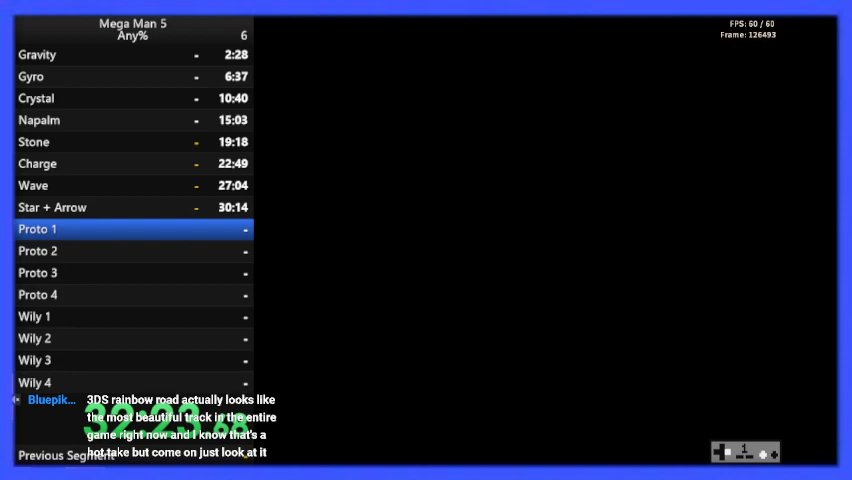 Mega Man 5
Any% 6
Gravity - 2:28
Gyro - 6:37
Crystal - 10:40
Napalm - 15:03
Stone - 19:18
Charge - 22:49
Wave - 27:04
Star + Arrow - 30:14
Proto 1 -
Proto 2 -
Proto 3 -
Proto 4 -
Wily 1 -
Wily 2 -
Wily 3 -
Wily 4 -
32:23.68
Bluepik... 3DS rainbow road actually looks like
the most beautiful track in the entire
game right now and I know that's a
hot take but come on just look at it
Previous Segment -
FPS: 60 / 60
Frame: 126493
1